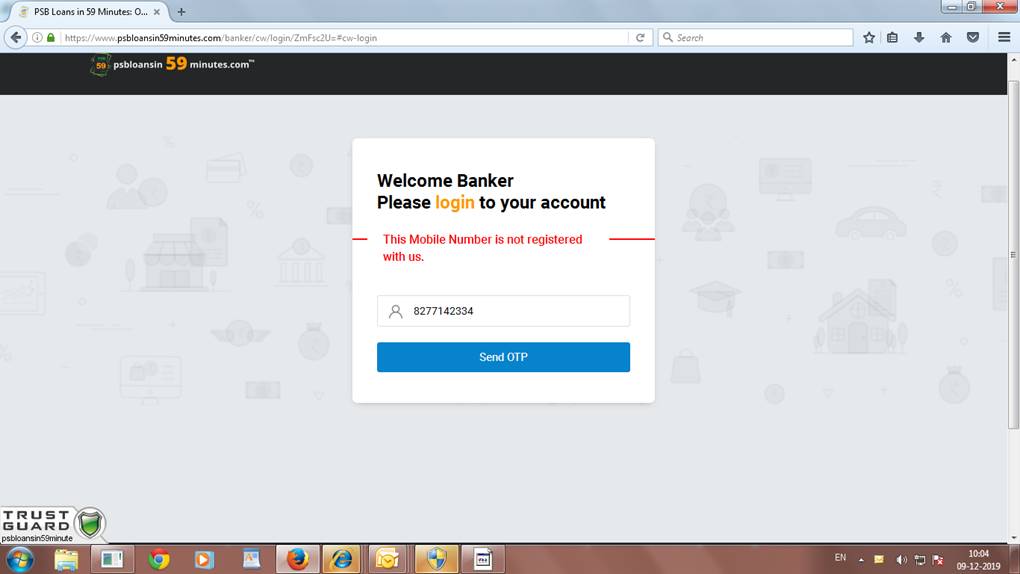 PSB Loans in 59 Minutes: O...
https://www.psbloansin59minutes.com/banker/cw/login/ZmFsc2U=#cw-login
Search
59
psbloansin 59 minutes.com™
Welcome Banker
Please login to your account
This Mobile Number is not registered
with us.
8277142334
Send OTP
TRUST
GUARD
psbloansin59minute
EN
10:04
09-12-2019